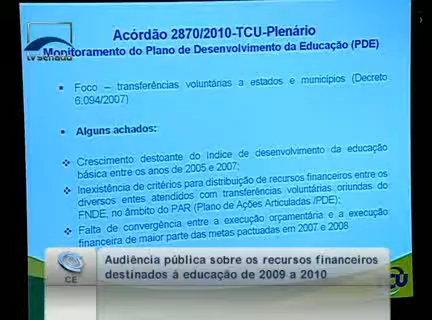 Acórdão 2870/2010-TCU-Plenário
Monitoramento do Plano de Desenvolvimento da Educação (PDE)
tv senado
Foco – transferências voluntárias a estados e municípios (Decreto
6.094/2007)
Alguns achados:
Crescimento destoante do índice de desenvolvimento da educação
básica entre os anos de 2005 e 2007;
Inexistência de critérios para distribuição de recursos financeiros entre os
diversos entes atendidos com transferências voluntárias oriundas do
FNDE, no âmbito do PAR (Plano de Ações Articuladas /PDE);
Falta de convergência entre a execução orçamentária e a execução
financeira de maior parte das metas pactuadas em 2007 e 2008
Audiência pública sobre os recursos financeiros
destinados à educação de 2009 a 2010
CE
TCU